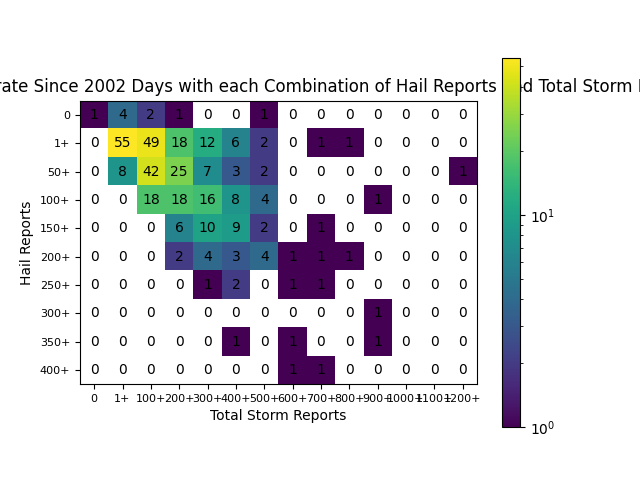 rate Since 2002 Days with each Combination of Hail Reports nd Total Storm
0 1 4 2 1 0 0 1 0 0 0 0 0 0 0
1+ 0 55 49 18 12 6 2 0 1 1 0 0 0 0
50+ 0 8 42 25 7 3 2 0 0 0 0 0 0 1
100+ 0 0 18 18 16 8 4 0 0 0 1 0 0 0
150+ 0 0 0 6 10 9 2 0 1 0 0 0 0 0
200+ 0 0 0 2 4 3 4 1 1 1 0 0 0 0
250+ 0 0 0 0 1 2 0 1 1 0 0 0 0 0
300+ 0 0 0 0 0 0 0 0 0 0 1 0 0 0
350+ 0 0 0 0 0 1 0 1 0 0 1 0 0 0
400+ 0 0 0 0 0 0 0 1 1 0 0 0 0 0
0 1+ 100+ 200+ 300+ 400+ 500+ 600+ 700+ 800+ 900+ 1000+ 1100+ 1200+
Total Storm Reports
Hail Reports
10¹
10⁰